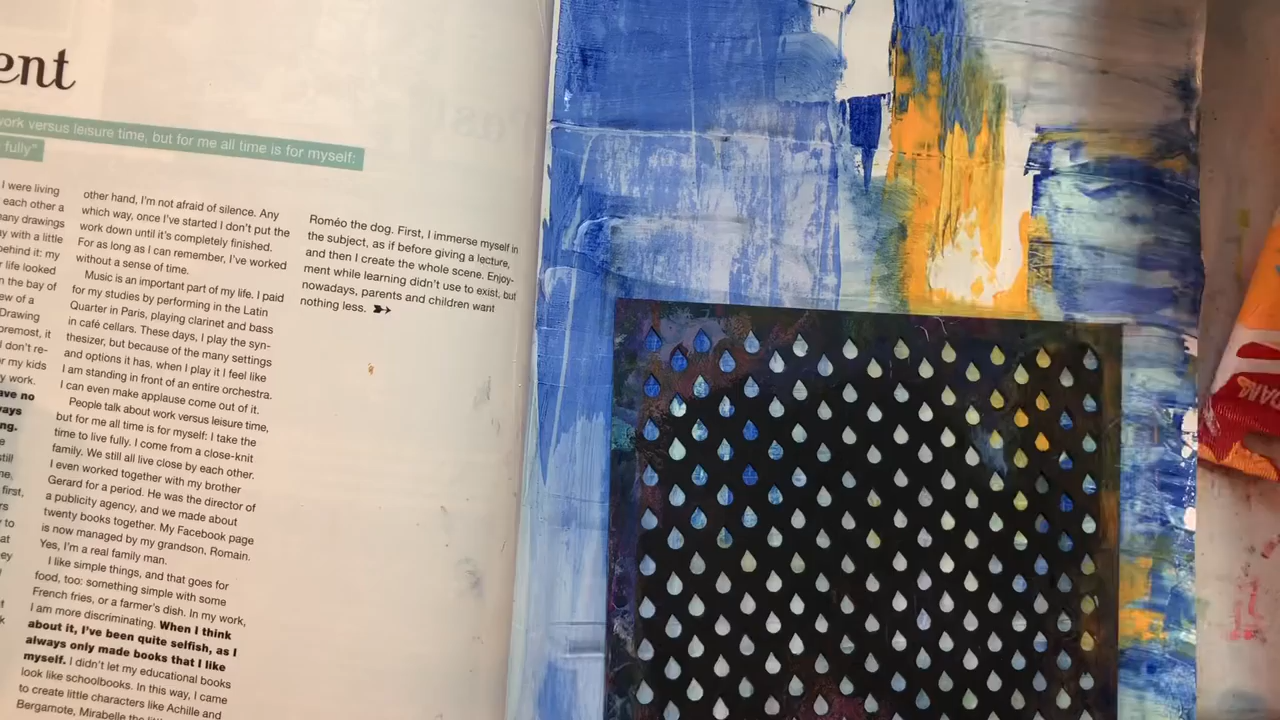 ent
work versus leisure time, but for me all time is for myself:
fully"
I were living
each other a
any drawings
y with a little
behind it: my
r life looked
n the bay of
ew of a
Drawing
oremost, it
I don't re-
r my kids
y work.
ave no
ways
ng.
e
still
me,
first,
rs
to
at
ey
f
k
other hand, I'm not afraid of silence. Any
which way, once I've started I don't put the
work down until it's completely finished.
For as long as I can remember, I've worked
without a sense of time.
Music is an important part of my life. I paid
for my studies by performing in the Latin
Quarter in Paris, playing clarinet and bass
in café cellars. These days, I play the syn-
thesizer, but because of the many settings
and options it has, when I play it I feel like
I am standing in front of an entire orchestra.
I can even make applause come out of it.
People talk about work versus leisure time,
but for me all time is for myself: I take the
time to live fully. I come from a close-knit
family. We still all live close by each other.
I even worked together with my brother
Gerard for a period. He was the director of
a publicity agency, and we made about
twenty books together. My Facebook page
is now managed by my grandson, Romain.
Yes, I'm a real family man.
I like simple things, and that goes for
food, too: something simple with some
French fries, or a farmer's dish. In my work,
I am more discriminating. When I think
about it, I've been quite selfish, as I
always only made books that I like
myself. I didn't let my educational books
look like schoolbooks. In this way, I came
to create little characters like Achille and
Bergamote, Mirabelle the
Roméo the dog. First, I immerse myself in
the subject, as if before giving a lecture,
and then I create the whole scene. Enjoy-
ment while learning didn't use to exist, but
nowadays, parents and children want
nothing less.